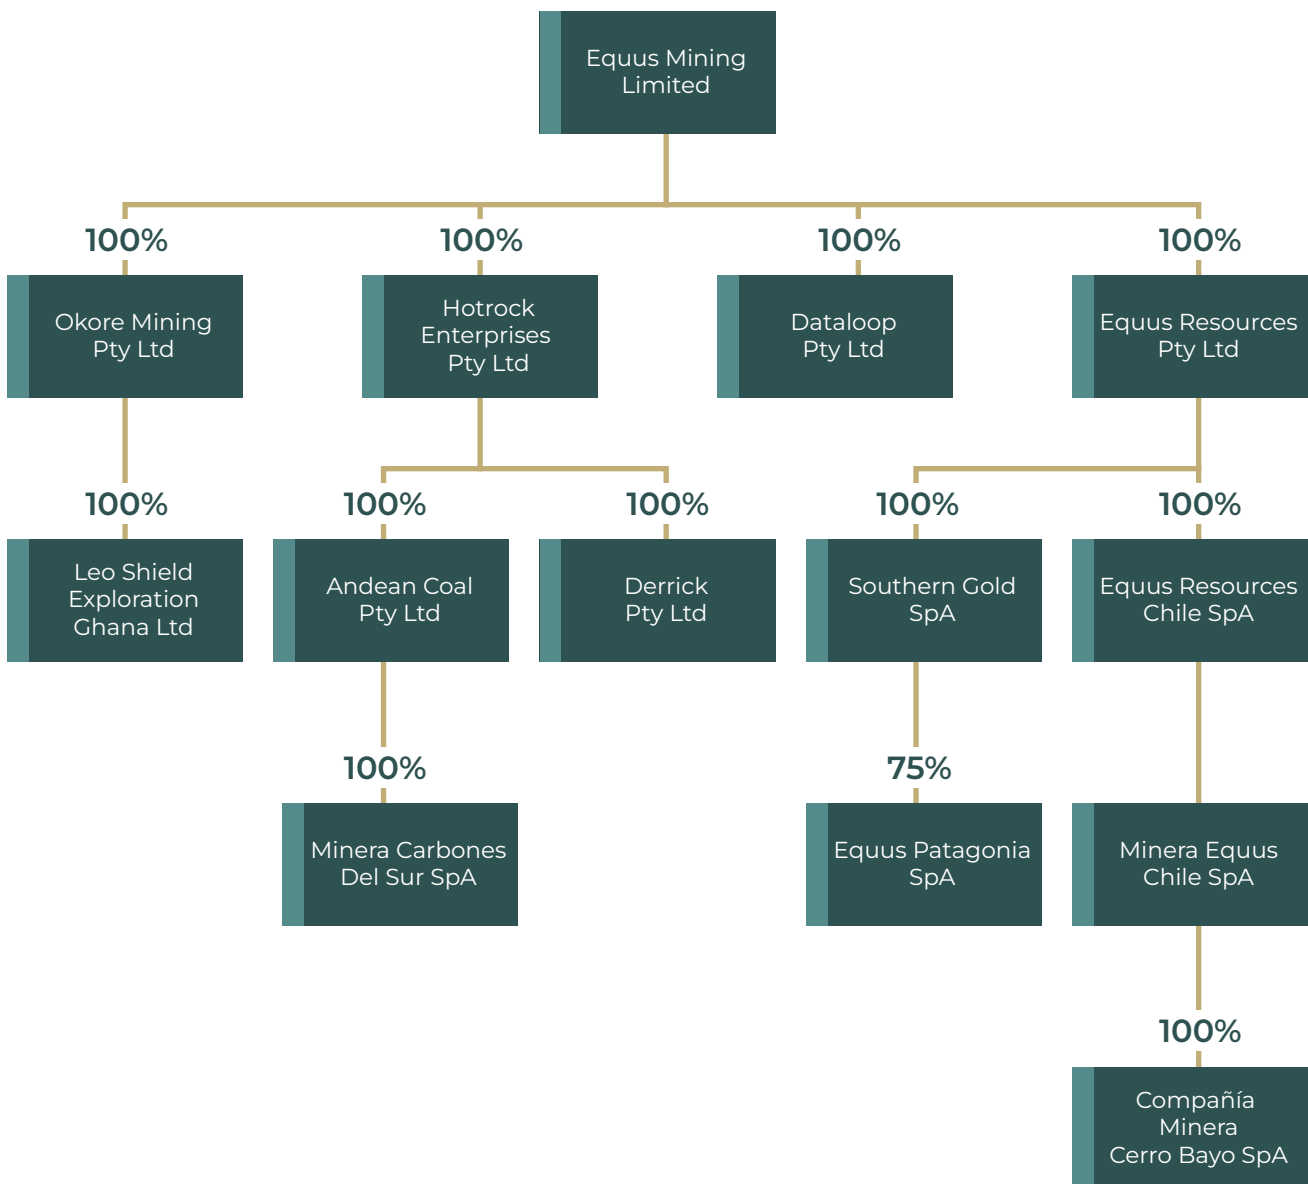 Equus Mining
Limited
100%
100%
100%
100%
Okore Mining
Pty Ltd
Hotrock
Enterprises
Pty Ltd
Dataloop
Pty Ltd
Equus Resources
Pty Ltd
100%
100%
100%
100%
100%
Leo Shield
Exploration
Ghana Ltd
Andean Coal
Pty Ltd
Derrick
Pty Ltd
Southern Gold
SpA
Equus Resources
Chile SpA
100%
75%
Minera Carbones
Del Sur SpA
Equus Patagonia
SpA
Minera Equus
Chile SpA
100%
Compañía
Minera
Cerro Bayo SpA